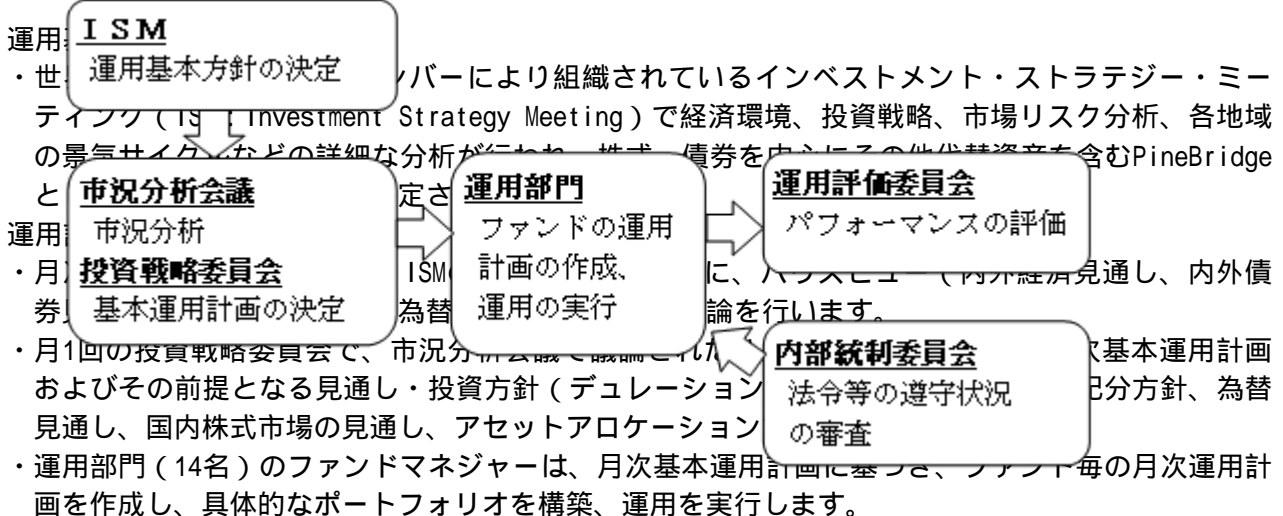 ＩＳＭ
運用基本方針の決定
運用
・世 バーにより組織されているインベストメント・ストラテジー・ミー
ティング（IS :Investment Strategy Meeting）で経済環境、投資戦略、市場リスク分析、各地域
の景気サイクルなどの詳細な分析が行われ、株式、債券を中心にその他代替資産を含むPineBridge
と 定さ
市況分析会議
市況分析
投資戦略委員会
基本運用計画の決定
運用部門
ファンドの運用
計画の作成、
運用の実行
運用評価委員会
パフォーマンスの評価
運用
・月 ISM に、ハウスビュー（内外経済見通し、内外債
券 為替 論を行います。
・月1回の投資戦略委員会で、市況分析会議で議論された 次基本運用計画
およびその前提となる見通し・投資方針（デュレーション 配分方針、為替
見通し、国内株式市場の見通し、アセットアロケーション
内部統制委員会
法令等の遵守状況
の審査
・運用部門（14名）のファンドマネジャーは、月次基本運用計画に基づき、ファンド毎の月次運用計
画を作成し、具体的なポートフォリオを構築、運用を実行します。